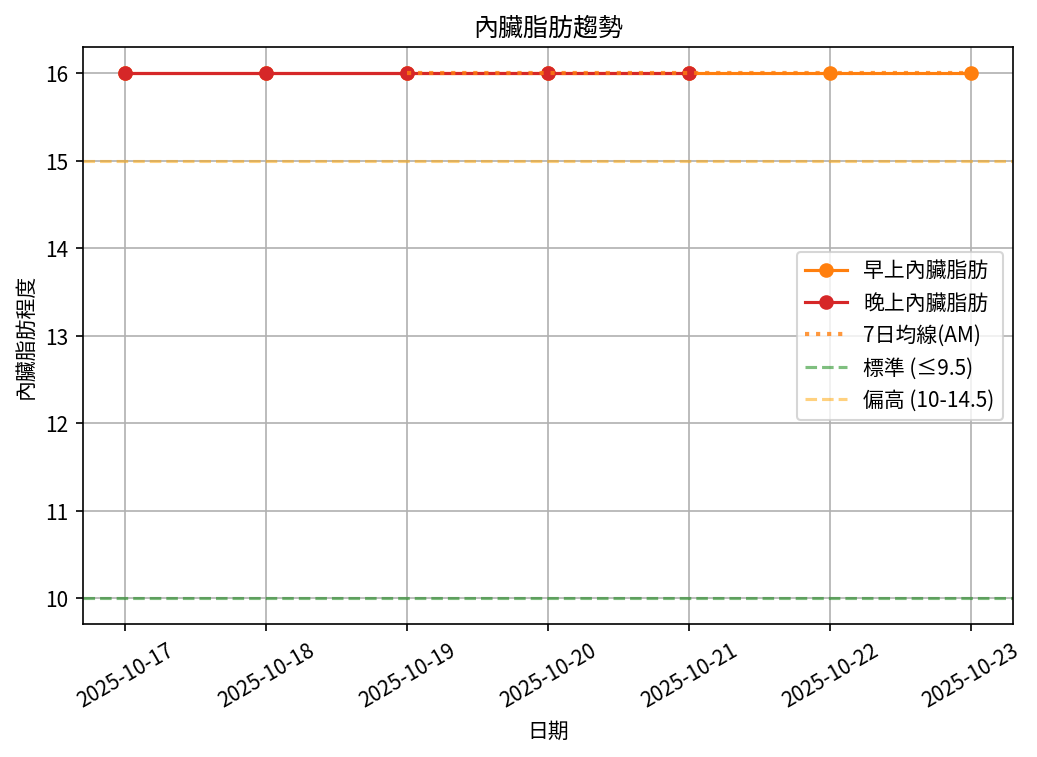 內臟脂肪趨勢
內臟脂肪程度
16
15
14
13
12
11
10
早上內臟脂肪
晚上內臟脂肪
7日均線(AM)
標準 (≤9.5)
偏高 (10-14.5)
2025-10-17
2025-10-18
2025-10-19
2025-10-20
2025-10-21
2025-10-22
2025-10-23
日期